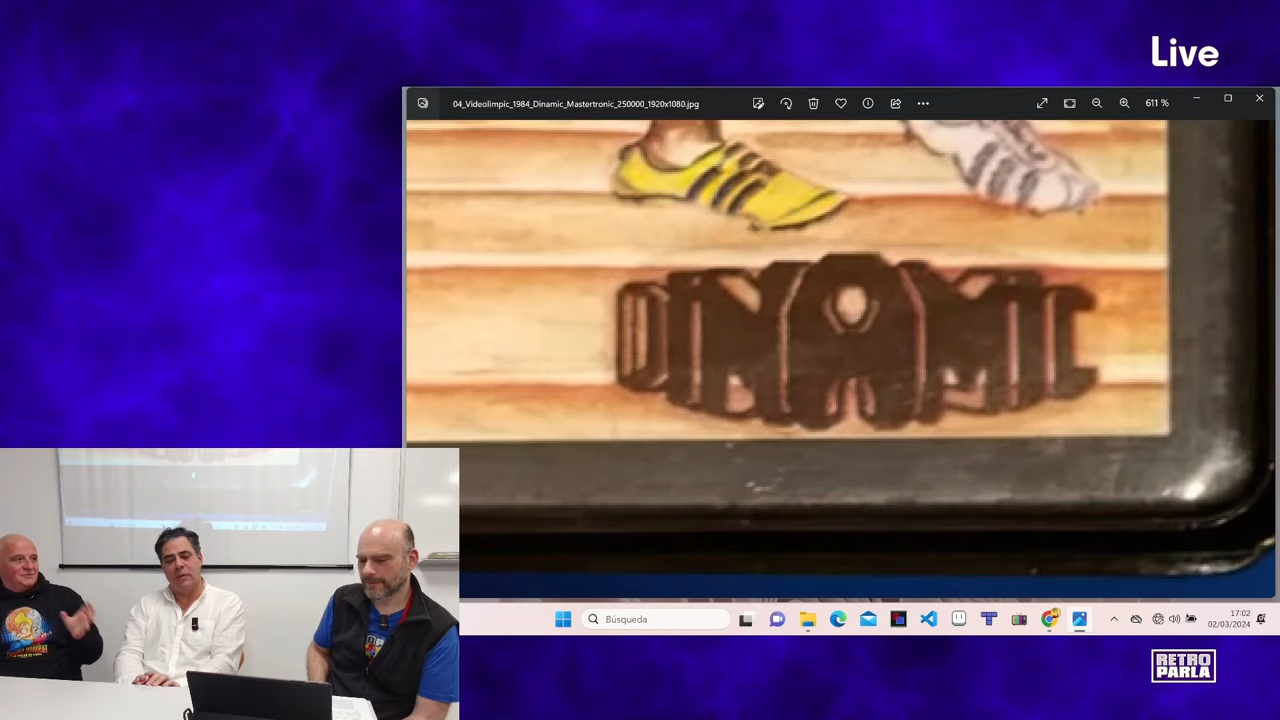 Live
04_Videolimpic_1984_Dinamic_Mastertronic_250000_1920x1080.jpg
611 %
DINAMIC
Búsqueda
17:02
02/03/2024
RETRO
PARLA